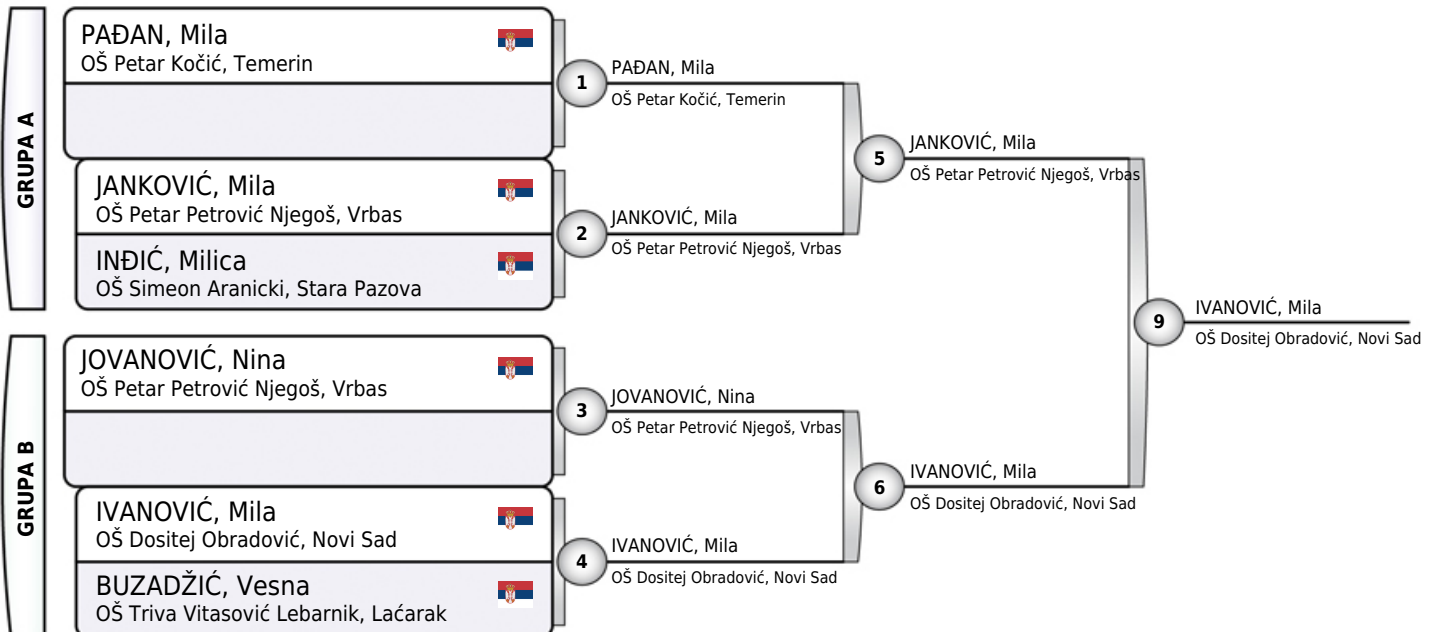 GRUPA A
PAĐAN, Mila
OŠ Petar Kočić, Temerin
JANKOVIĆ, Mila
OŠ Petar Petrović Njegoš, Vrbas
INĐIĆ, Milica
OŠ Simeon Aranicki, Stara Pazova
GRUPA B
JOVANOVIĆ, Nina
OŠ Petar Petrović Njegoš, Vrbas
IVANOVIĆ, Mila
OŠ Dositej Obradović, Novi Sad
BUZADŽIĆ, Vesna
OŠ Triva Vitasović Lebarnik, Laćarak
1
PAĐAN, Mila
OŠ Petar Kočić, Temerin
2
JANKOVIĆ, Mila
OŠ Petar Petrović Njegoš, Vrbas
3
JOVANOVIĆ, Nina
OŠ Petar Petrović Njegoš, Vrbas
4
IVANOVIĆ, Mila
OŠ Dositej Obradović, Novi Sad
5
JANKOVIĆ, Mila
OŠ Petar Petrović Njegoš, Vrbas
6
IVANOVIĆ, Mila
OŠ Dositej Obradović, Novi Sad
9
IVANOVIĆ, Mila
OŠ Dositej Obradović, Novi Sad